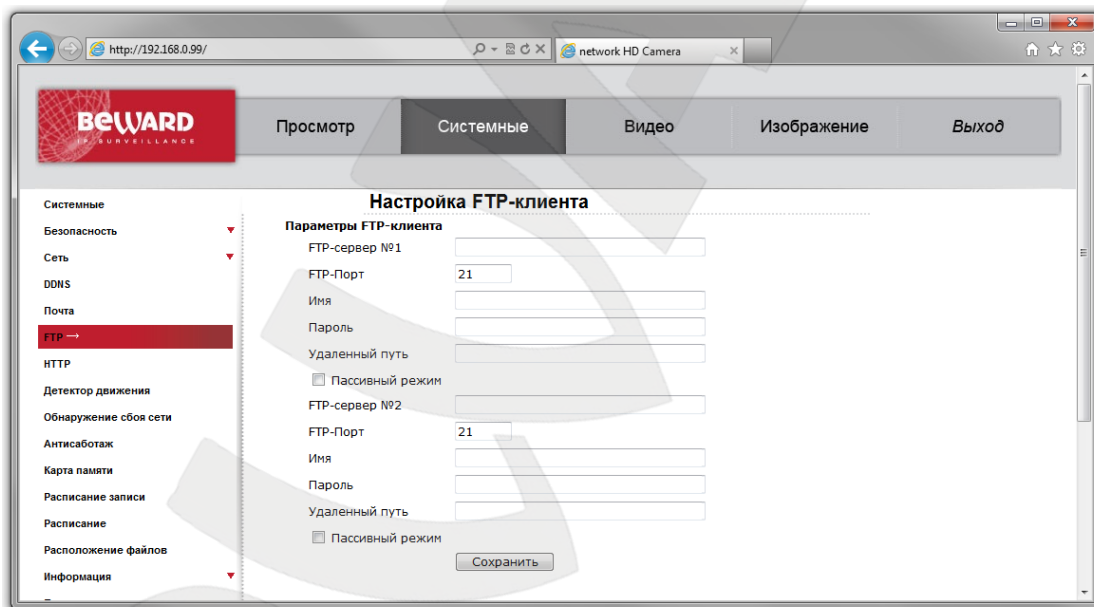 http://192.168.0.99/
network HD Camera
BEWARD
IP SURVEILLANCE
Просмотр
Системные
Видео
Изображение
Выход
Системные
Безопасность
Сеть
DDNS
Почта
FTP →
HTTP
Детектор движения
Обнаружение сбоя сети
Антисаботаж
Карта памяти
Расписание записи
Расписание
Расположение файлов
Информация
Настройка FTP-клиента
Параметры FTP-клиента
FTP-сервер №1
FTP-Порт 21
Имя
Пароль
Удаленный путь
Пассивный режим
FTP-сервер №2
FTP-Порт 21
Имя
Пароль
Удаленный путь
Пассивный режим
Сохранить